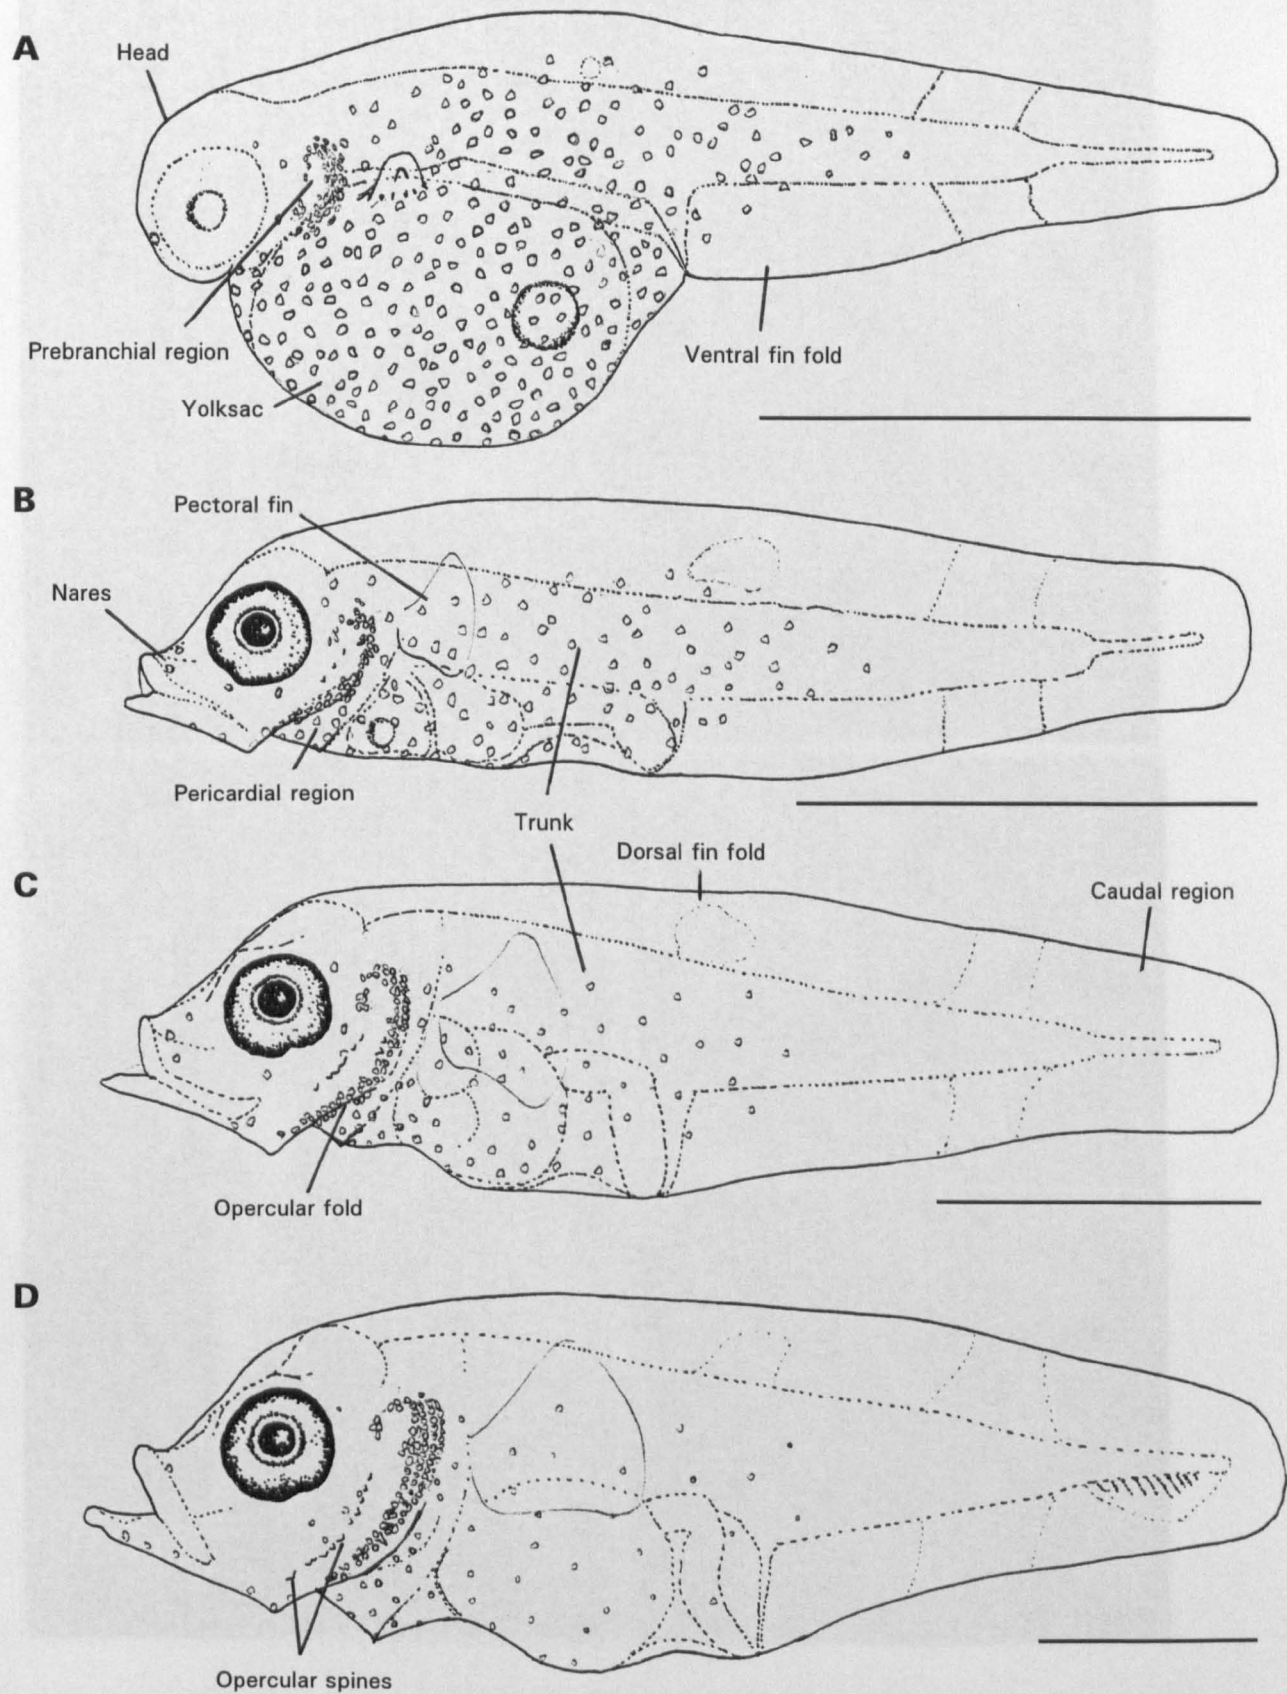 A
Head
Prebranchial region
Yolksac
Ventral fin fold
B
Pectoral fin
Nares
Pericardial region
Trunk
C
Dorsal fin fold
Caudal region
Opercular fold
D
Opercular spines